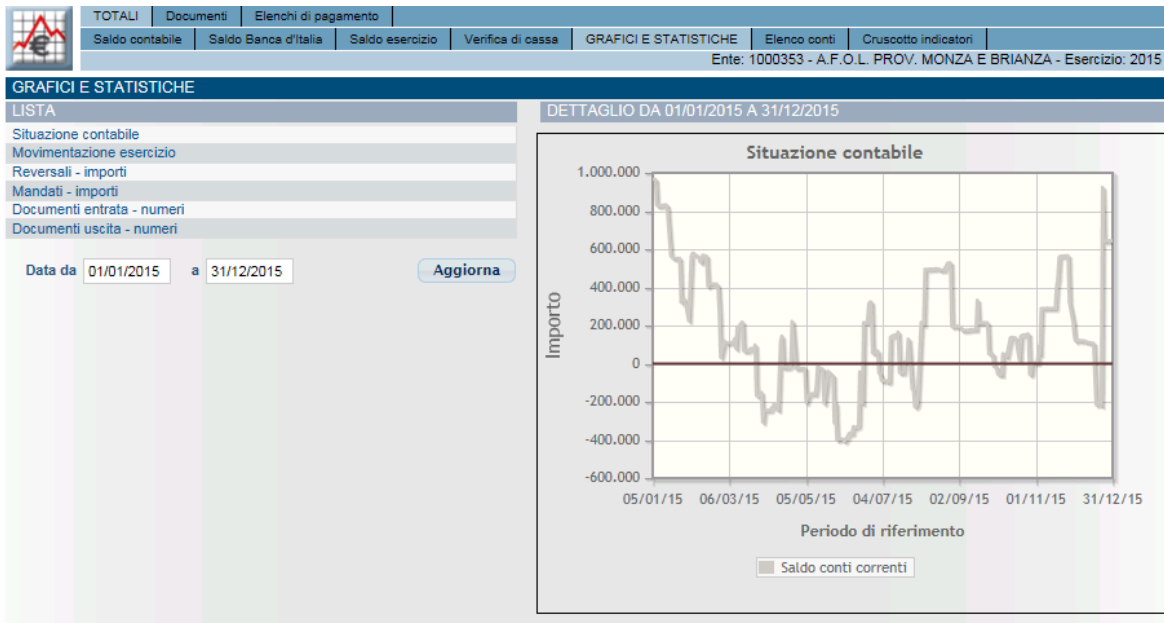 TOTALI Documenti Elenchi di pagamento
Saldo contabile Saldo Banca d'Italia Saldo esercizio Verifica di cassa GRAFICI E STATISTICHE Elenco conti Cruscotto indicatori
Ente: 1000353 - A.F.O.L. PROV. MONZA E BRIANZA - Esercizio: 2015
GRAFICI E STATISTICHE
LISTA
Situazione contabile
Movimentazione esercizio
Reversali - importi
Mandati - importi
Documenti entrata - numeri
Documenti uscita - numeri
Data da 01/01/2015 a 31/12/2015 Aggiorna
DETTAGLIO DA 01/01/2015 A 31/12/2015
Situazione contabile
1.000.000
800.000
600.000
400.000
200.000
0
-200.000
-400.000
-600.000
Importo
05/01/15 06/03/15 05/05/15 04/07/15 02/09/15 01/11/15 31/12/15
Periodo di riferimento
Saldo conti correnti